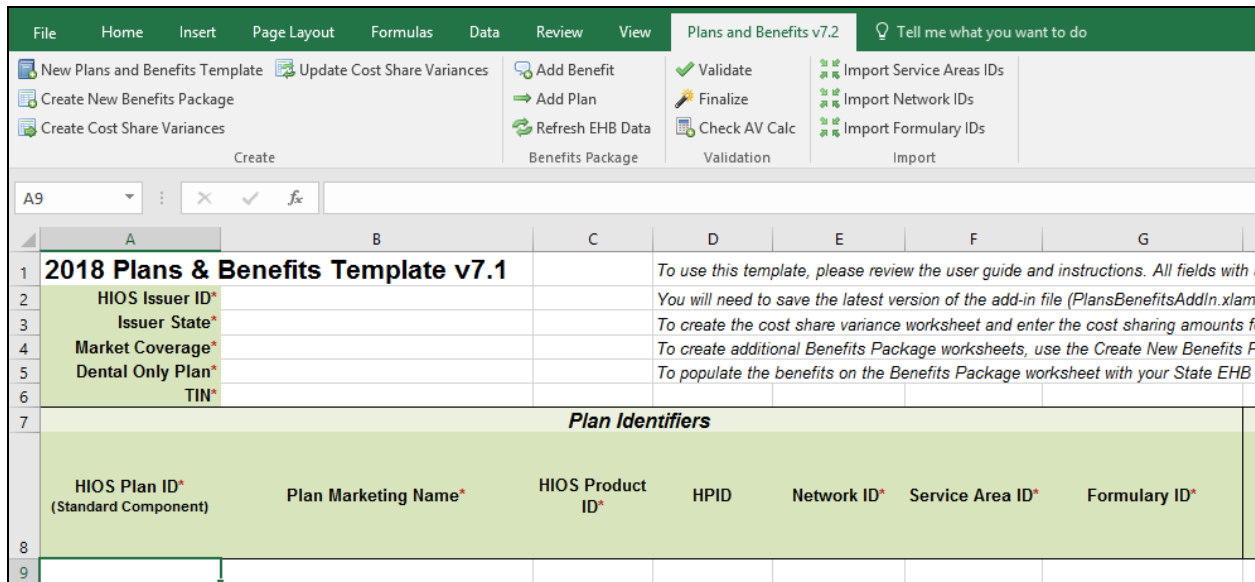 File Home Insert Page Layout Formulas Data Review View Plans and Benefits v7.2 Tell me what you want to do
New Plans and Benefits Template Update Cost Share Variances Add Benefit Validate Import Service Areas IDs
Create New Benefits Package Add Plan Finalize Import Network IDs
Create Cost Share Variances Refresh EHB Data Check AV Calc Import Formulary IDs
Create Benefits Package Validation Import
A9 fx
A B C D E F G
1 2018 Plans & Benefits Template v7.1 To use this template, please review the user guide and instructions. All fields with
2 HIOS Issuer ID* You will need to save the latest version of the add-in file (PlansBenefitsAddIn.xlam
3 Issuer State* To create the cost share variance worksheet and enter the cost sharing amounts
4 Market Coverage* To create additional Benefits Package worksheets, use the Create New Benefits
5 Dental Only Plan* To populate the benefits on the Benefits Package worksheet with your State EHB
6 TIN*
7 Plan Identifiers
8 HIOS Plan ID* (Standard Component) Plan Marketing Name* HIOS Product ID* HPID Network ID* Service Area ID* Formulary ID*
9